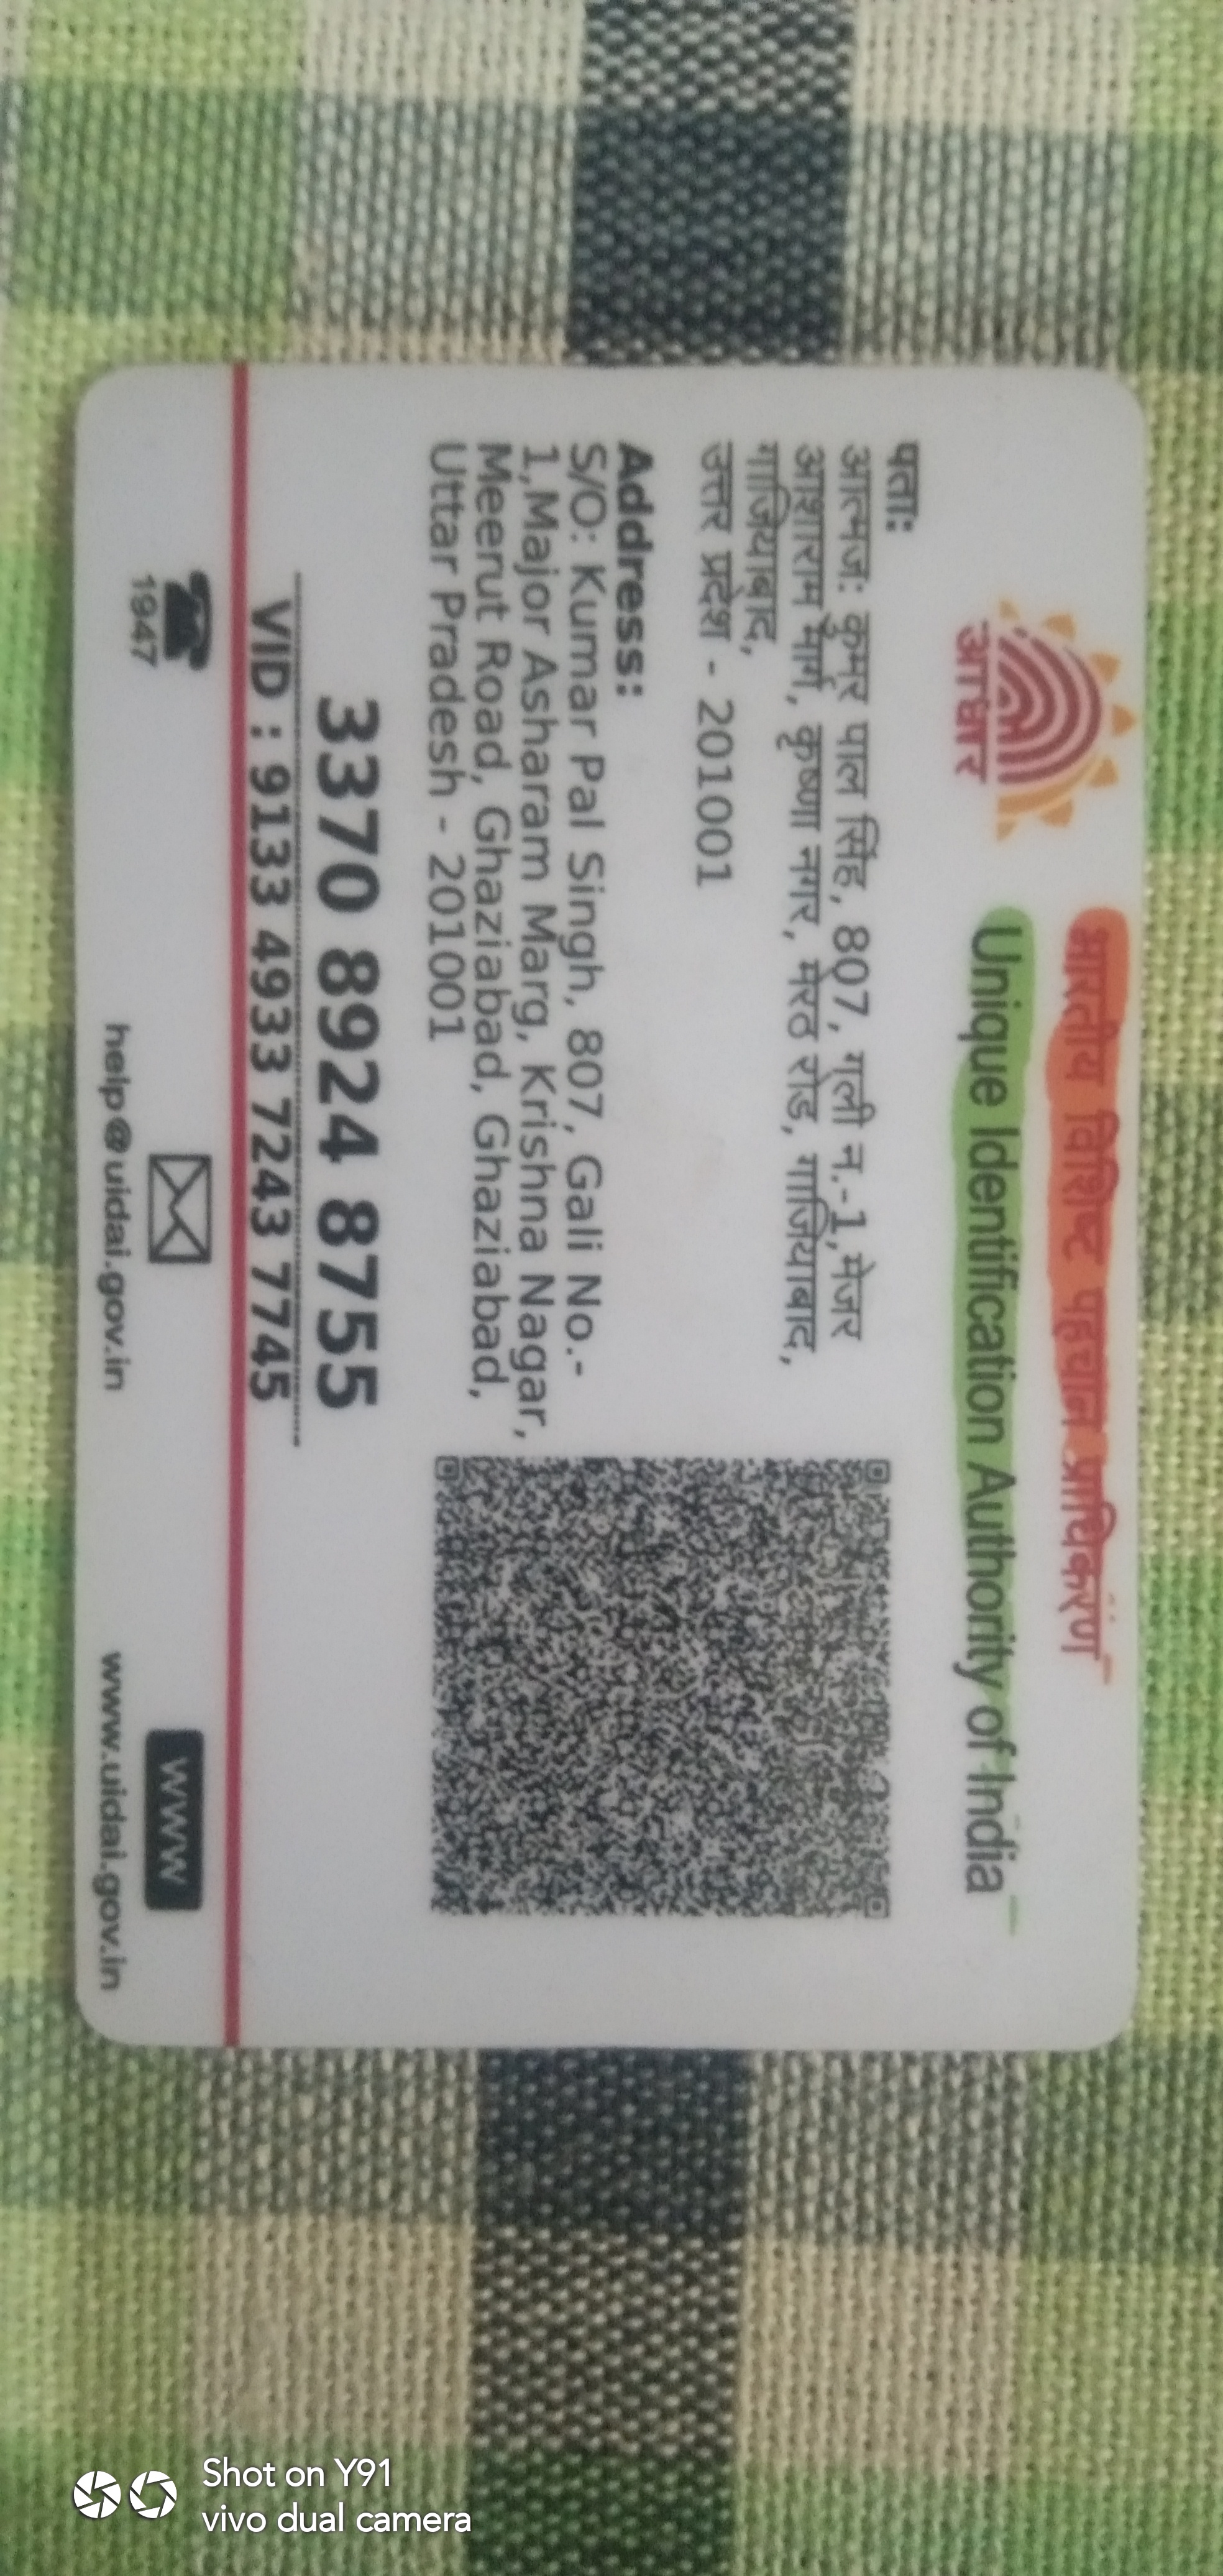 भारतीय विशिष्ट पहचान प्राधिकरण
Unique Identification Authority of India
आधार
पता:
आत्मज: कुमर पाल सिंह, 807, गली न.-1,मेजर
आशाराम मार्ग, कृष्णा नगर, मेरठ रोड, गाजियाबाद,
गाजियाबाद,
उत्तर प्रदेश - 201001
Address:
S/O: Kumar Pal Singh, 807, Gali No.-
1,Major Asharam Marg, Krishna Nagar,
Meerut Road, Ghaziabad, Ghaziabad,
Uttar Pradesh - 201001
3370 8924 8755
VID : 9133 4933 7243 7745
1947
help@uidai.gov.in
www
www.uidai.gov.in
Shot on Y91
vivo dual camera